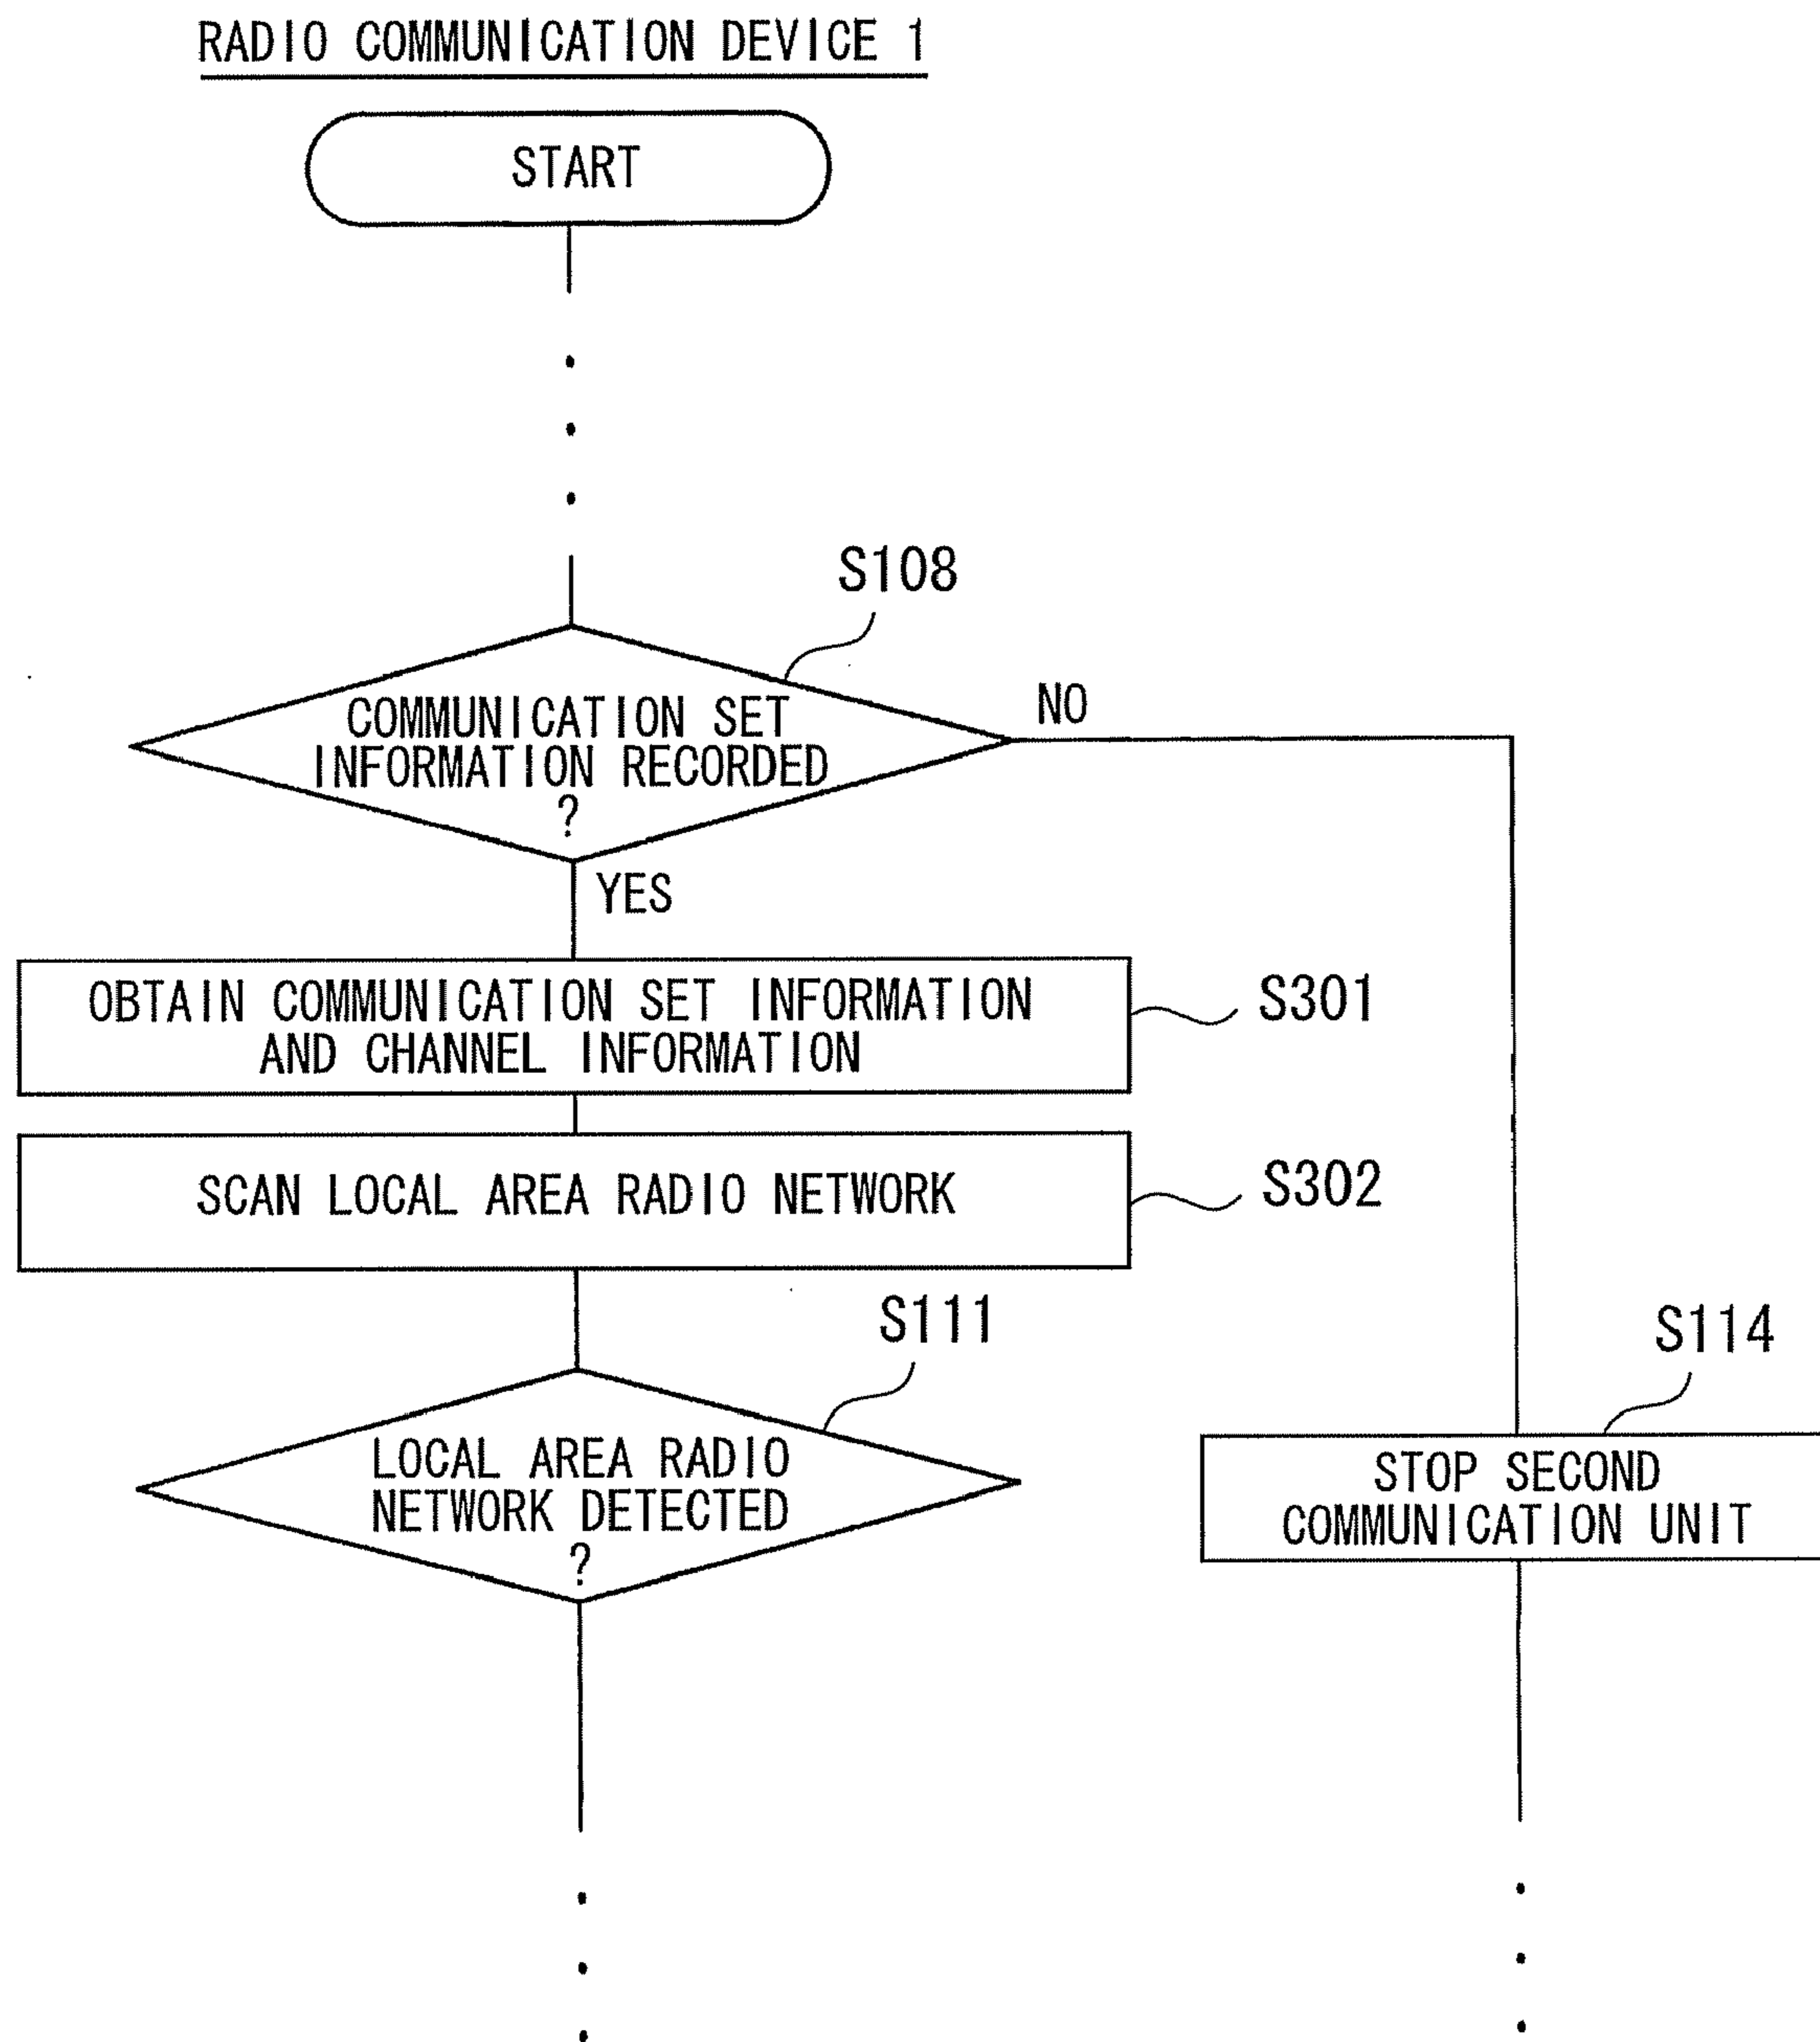 RADIO COMMUNICATION DEVICE 1
START
S108
COMMUNICATION SET
INFORMATION RECORDED
?
NO
YES
OBTAIN COMMUNICATION SET INFORMATION
AND CHANNEL INFORMATION
S301
SCAN LOCAL AREA RADIO NETWORK
S302
S111
LOCAL AREA RADIO
NETWORK DETECTED
?
S114
STOP SECOND
COMMUNICATION UNIT